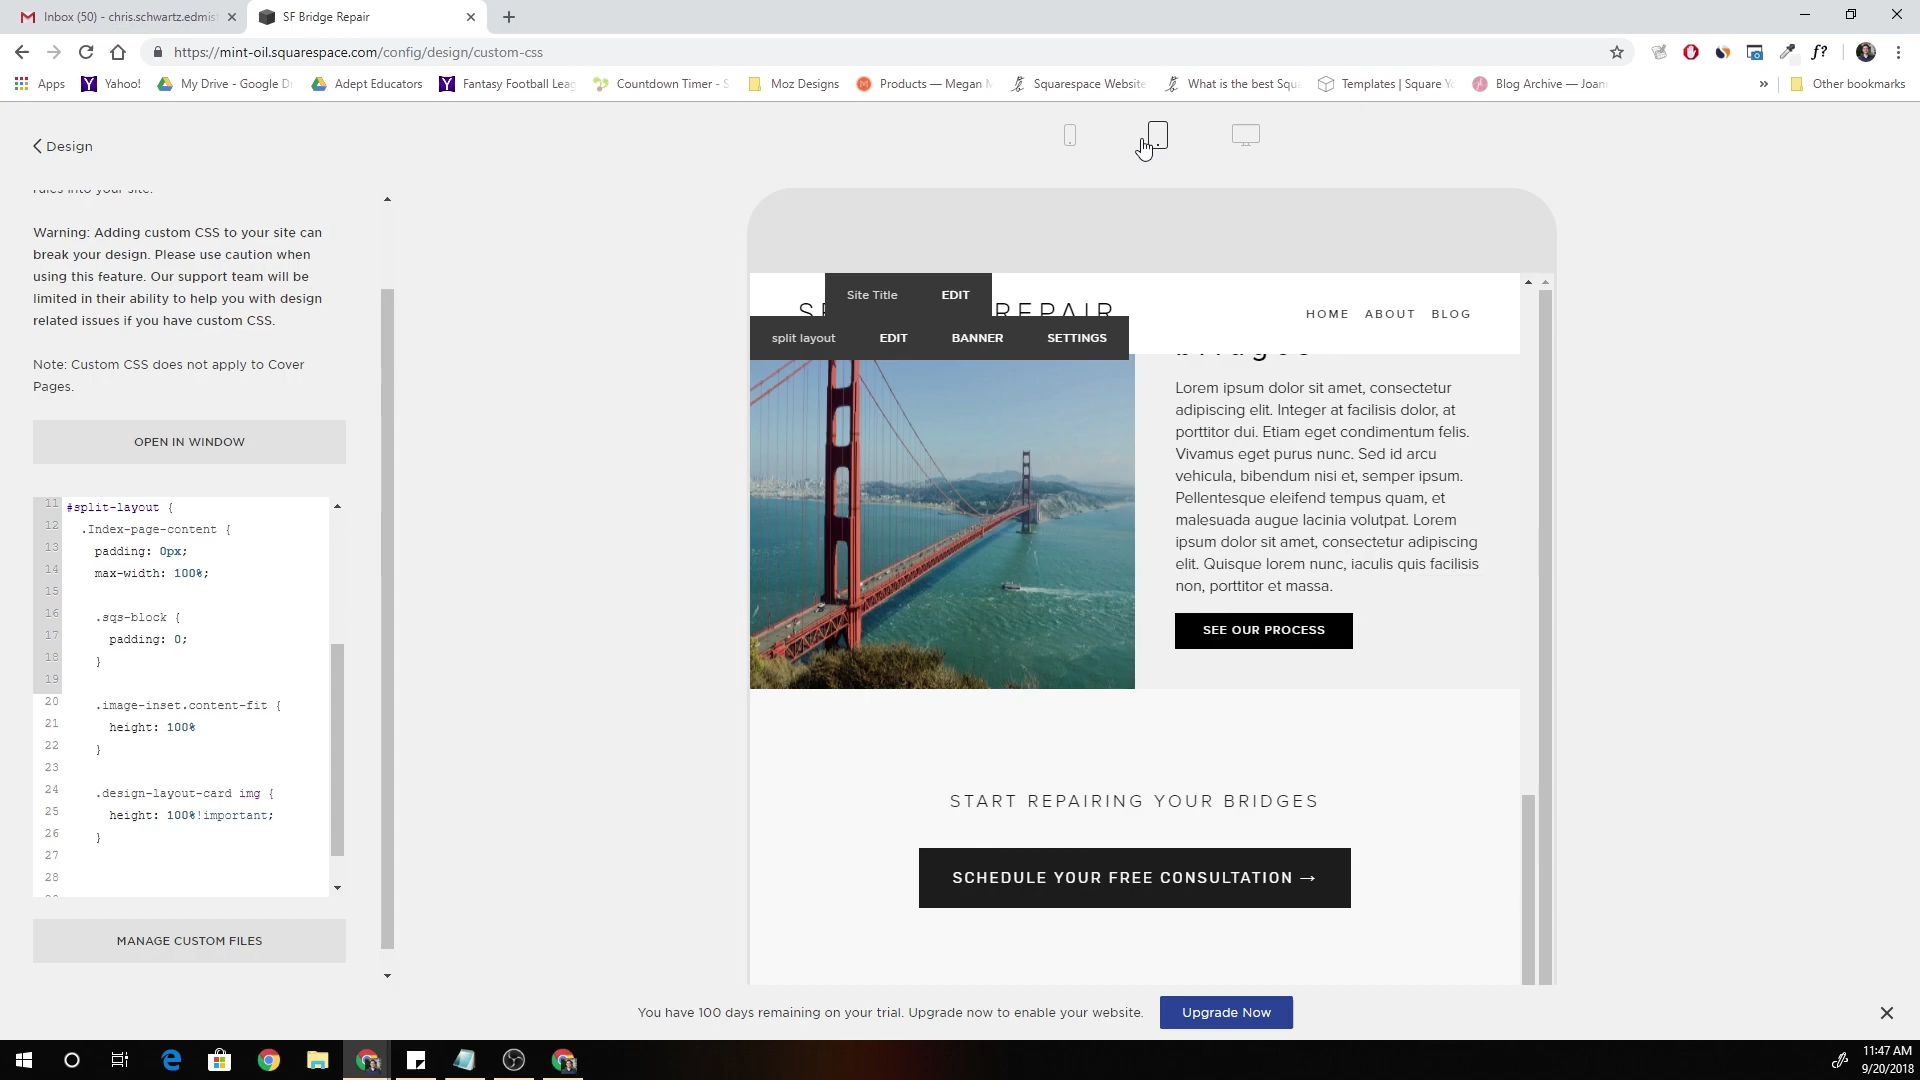 Inbox (50) - chris.schwartz.edmis
SF Bridge Repair
https://mint-oil.squarespace.com/config/design/custom-css
Apps
Yahoo!
My Drive - Google Dr
Adept Educators
Fantasy Football Leag
Countdown Timer - S
Moz Designs
Products — Megan M
Squarespace Website
What is the best Squ
Templates | Square Yo
Blog Archive — Joan
»
Other bookmarks
Design
rules into your site.
Warning: Adding custom CSS to your site can
break your design. Please use caution when
using this feature. Our support team will be
limited in their ability to help you with design
related issues if you have custom CSS.
Note: Custom CSS does not apply to Cover
Pages.
OPEN IN WINDOW
11 #split-layout {
12 .Index-page-content {
13 padding: 0px;
14 max-width: 100%;
15
16 .sqs-block {
17 padding: 0;
18 }
19
20 .image-inset.content-fit {
21 height: 100%
22 }
23
24 .design-layout-card img {
25 height: 100%!important;
26 }
27
28
MANAGE CUSTOM FILES
Site Title EDIT
REPAIR
HOME ABOUT BLOG
split layout EDIT BANNER SETTINGS
bridges
Lorem ipsum dolor sit amet, consectetur
adipiscing elit. Integer at facilisis dolor, at
porttitor dui. Etiam eget condimentum felis.
Vivamus eget purus nunc. Sed id arcu
vehicula, bibendum nisi et, semper ipsum.
Pellentesque eleifend tempus quam, et
malesuada augue lacinia volutpat. Lorem
ipsum dolor sit amet, consectetur adipiscing
elit. Quisque lorem nunc, iaculis quis facilisis
non, porttitor et massa.
SEE OUR PROCESS
START REPAIRING YOUR BRIDGES
SCHEDULE YOUR FREE CONSULTATION →
You have 100 days remaining on your trial. Upgrade now to enable your website.
Upgrade Now
11:47 AM
9/20/2018